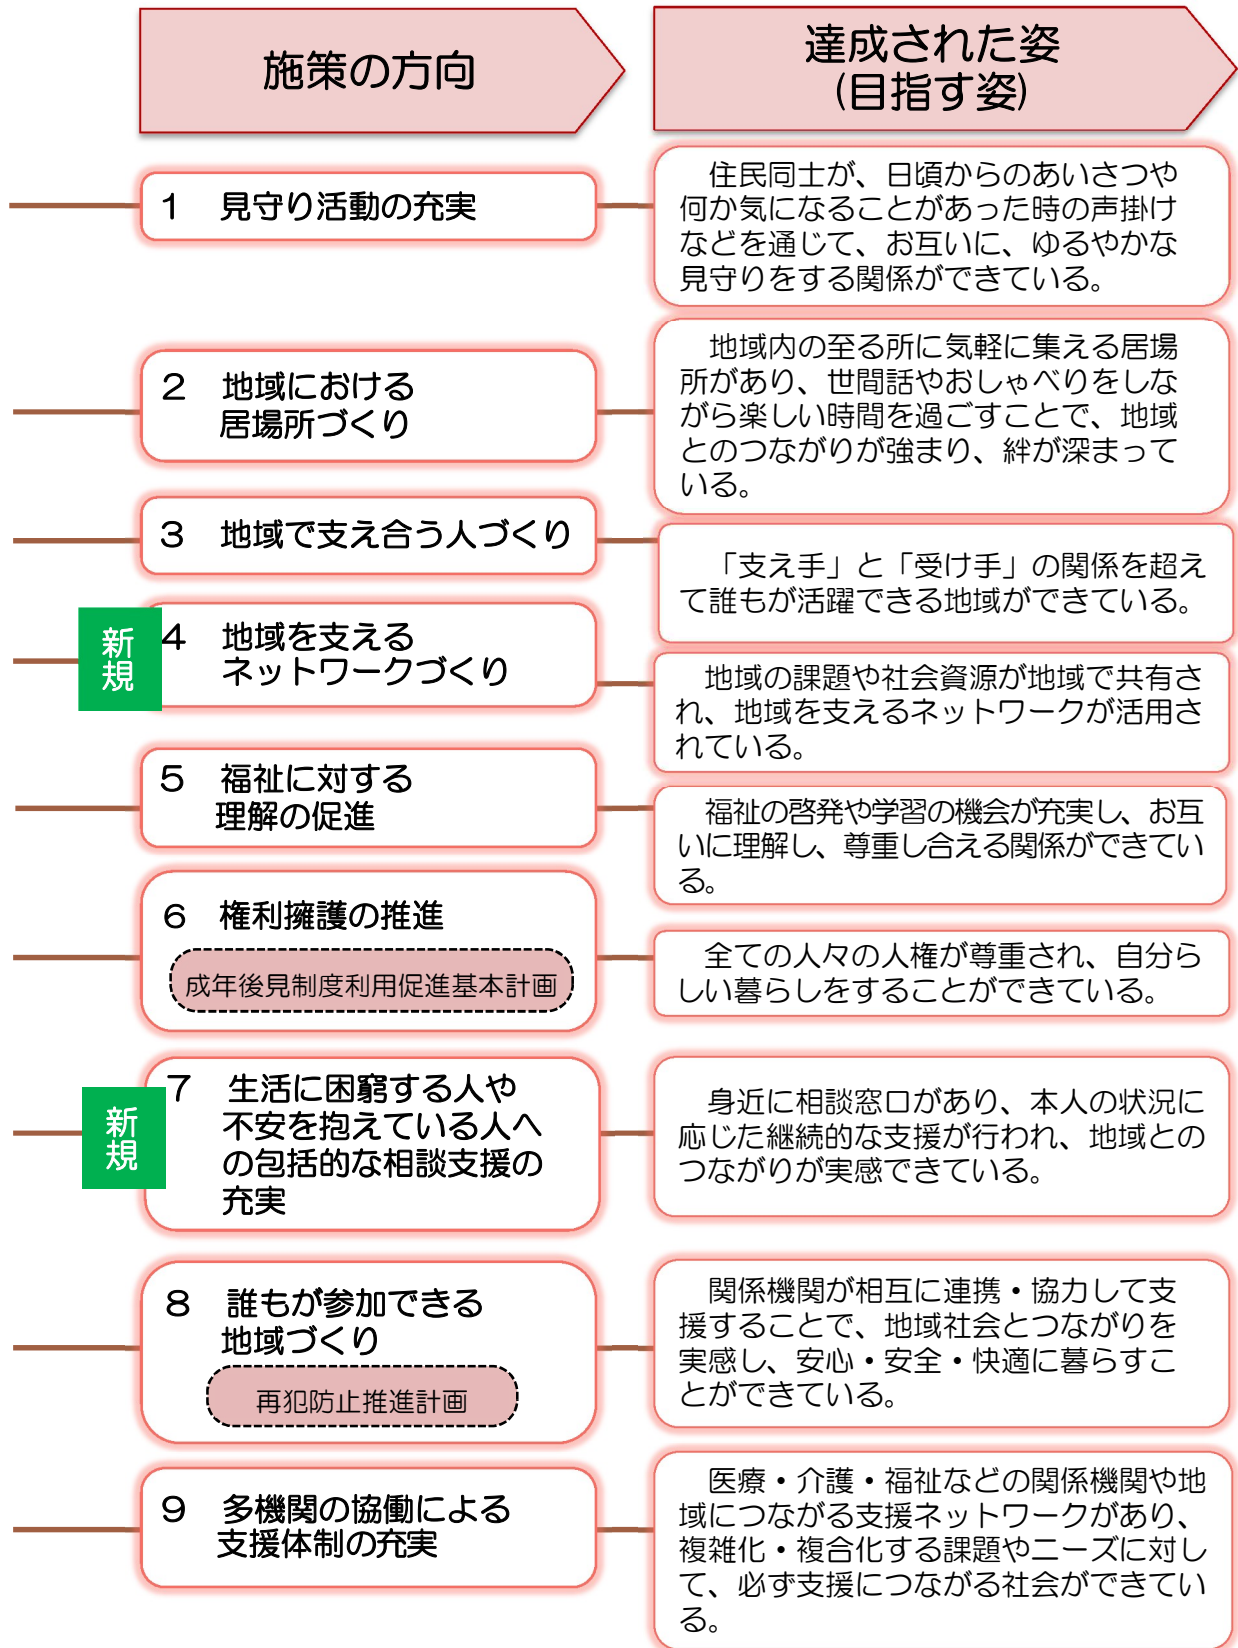 施策の方向
達成された姿
(目指す姿)
1 見守り活動の充実
住民同士が、日頃からのあいさつや
何か気になることがあった時の声掛け
などを通じて、お互いに、ゆるやかな
見守りをする関係ができている。
2 地域における
居場所づくり
地域内の至る所に気軽に集える居場
所があり、世間話やおしゃべりをしな
がら楽しい時間を過ごすことで、地域
とのつながりが強まり、絆が深まって
いる。
3 地域で支え合う人づくり
「支え手」と「受け手」の関係を超え
て誰もが活躍できる地域ができている。
新規
4 地域を支える
ネットワークづくり
地域の課題や社会資源が地域で共有さ
れ、地域を支えるネットワークが活用さ
れている。
5 福祉に対する
理解の促進
福祉の啓発や学習の機会が充実し、お互
いに理解し、尊重し合える関係ができてい
る。
6 権利擁護の推進
成年後見制度利用促進基本計画
全ての人々の人権が尊重され、自分ら
しい暮らしをすることができている。
新規
7 生活に困窮する人や
不安を抱えている人へ
の包括的な相談支援の
充実
身近に相談窓口があり、本人の状況に
応じた継続的な支援が行われ、地域との
つながりが実感できている。
8 誰もが参加できる
地域づくり
再犯防止推進計画
関係機関が相互に連携・協力して支
援することで、地域社会とつながりを
実感し、安心・安全・快適に暮らすこ
とができている。
9 多機関の協働による
支援体制の充実
医療・介護・福祉などの関係機関や地
域につながる支援ネットワークがあり、
複雑化・複合化する課題やニーズに対し
て、必ず支援につながる社会ができてい
る。